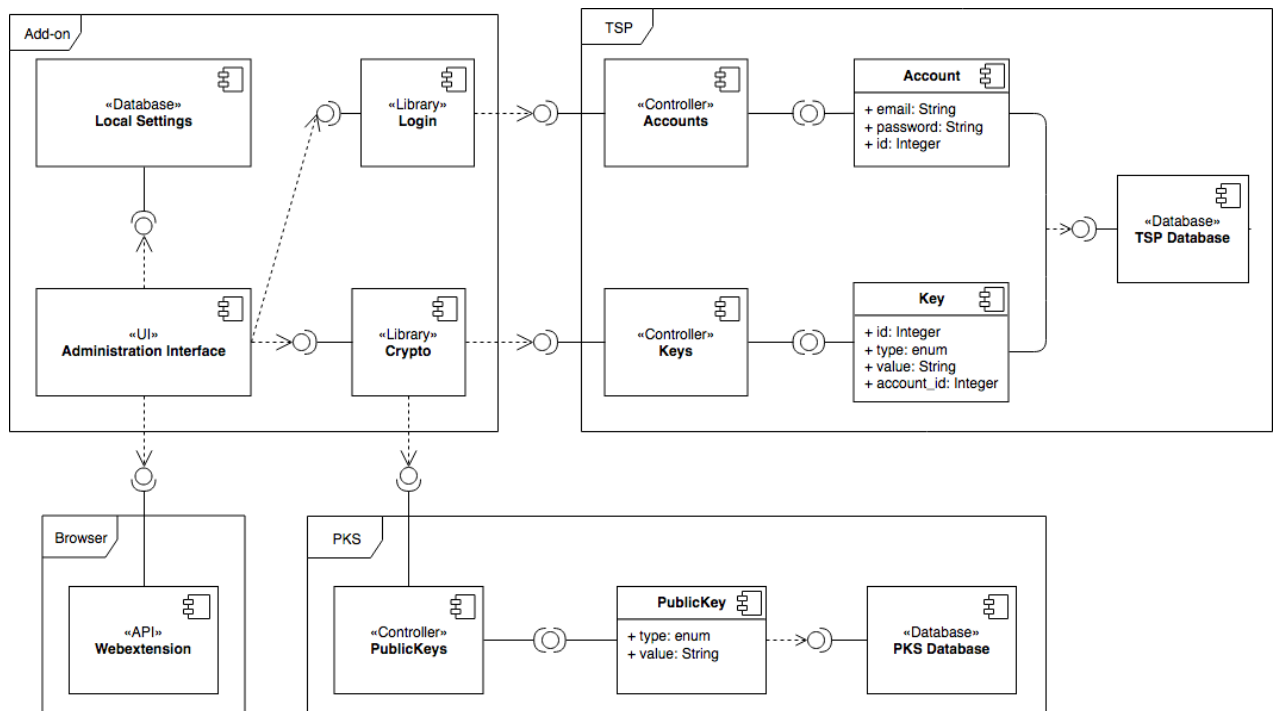 Add-on
«Database»
Local Settings
«Library»
Login
«UI»
Administration Interface
«Library»
Crypto
TSP
«Controller»
Accounts
Account
+ email: String
+ password: String
+ id: Integer
«Database»
TSP Database
«Controller»
Keys
Key
+ id: Integer
+ type: enum
+ value: String
+ account_id: Integer
Browser
«API»
Webextension
PKS
«Controller»
PublicKeys
PublicKey
+ type: enum
+ value: String
«Database»
PKS Database